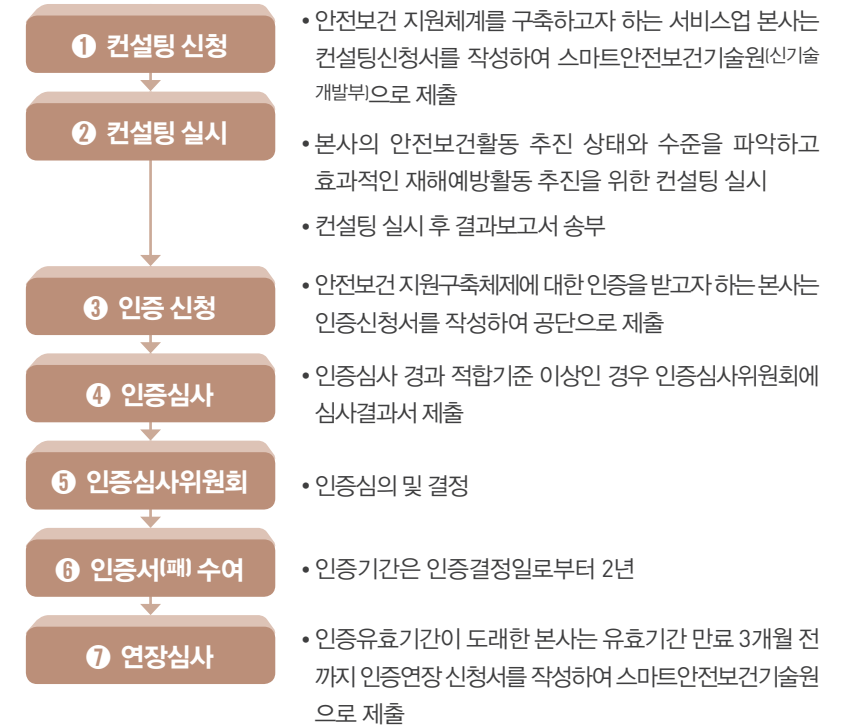 ❶ 컨설팅 신청
• 안전보건 지원체계를 구축하고자 하는 서비스업 본사는
컨설팅신청서를 작성하여 스마트안전보건기술원(신기술
개발부)으로 제출
❷ 컨설팅 실시
• 본사의 안전보건활동 추진 상태와 수준을 파악하고
효과적인 재해예방활동 추진을 위한 컨설팅 실시
• 컨설팅 실시 후 결과보고서 송부
❸ 인증 신청
• 안전보건 지원구축체제에 대한 인증을 받고자 하는 본사는
인증신청서를 작성하여 공단으로 제출
❹ 인증심사
• 인증심사 경과 적합기준 이상인 경우 인증심사위원회에
심사결과서 제출
❺ 인증심사위원회
• 인증심의 및 결정
❻ 인증서(패) 수여
• 인증기간은 인증결정일로부터 2년
❼ 연장심사
• 인증유효기간이 도래한 본사는 유효기간 만료 3개월 전
까지 인증연장 신청서를 작성하여 스마트안전보건기술원
으로 제출